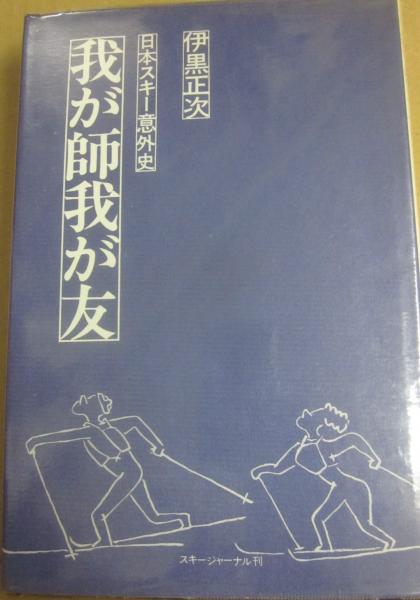 伊黒正次
日本スキー意外史
我が師我が友
スキージャーナル刊